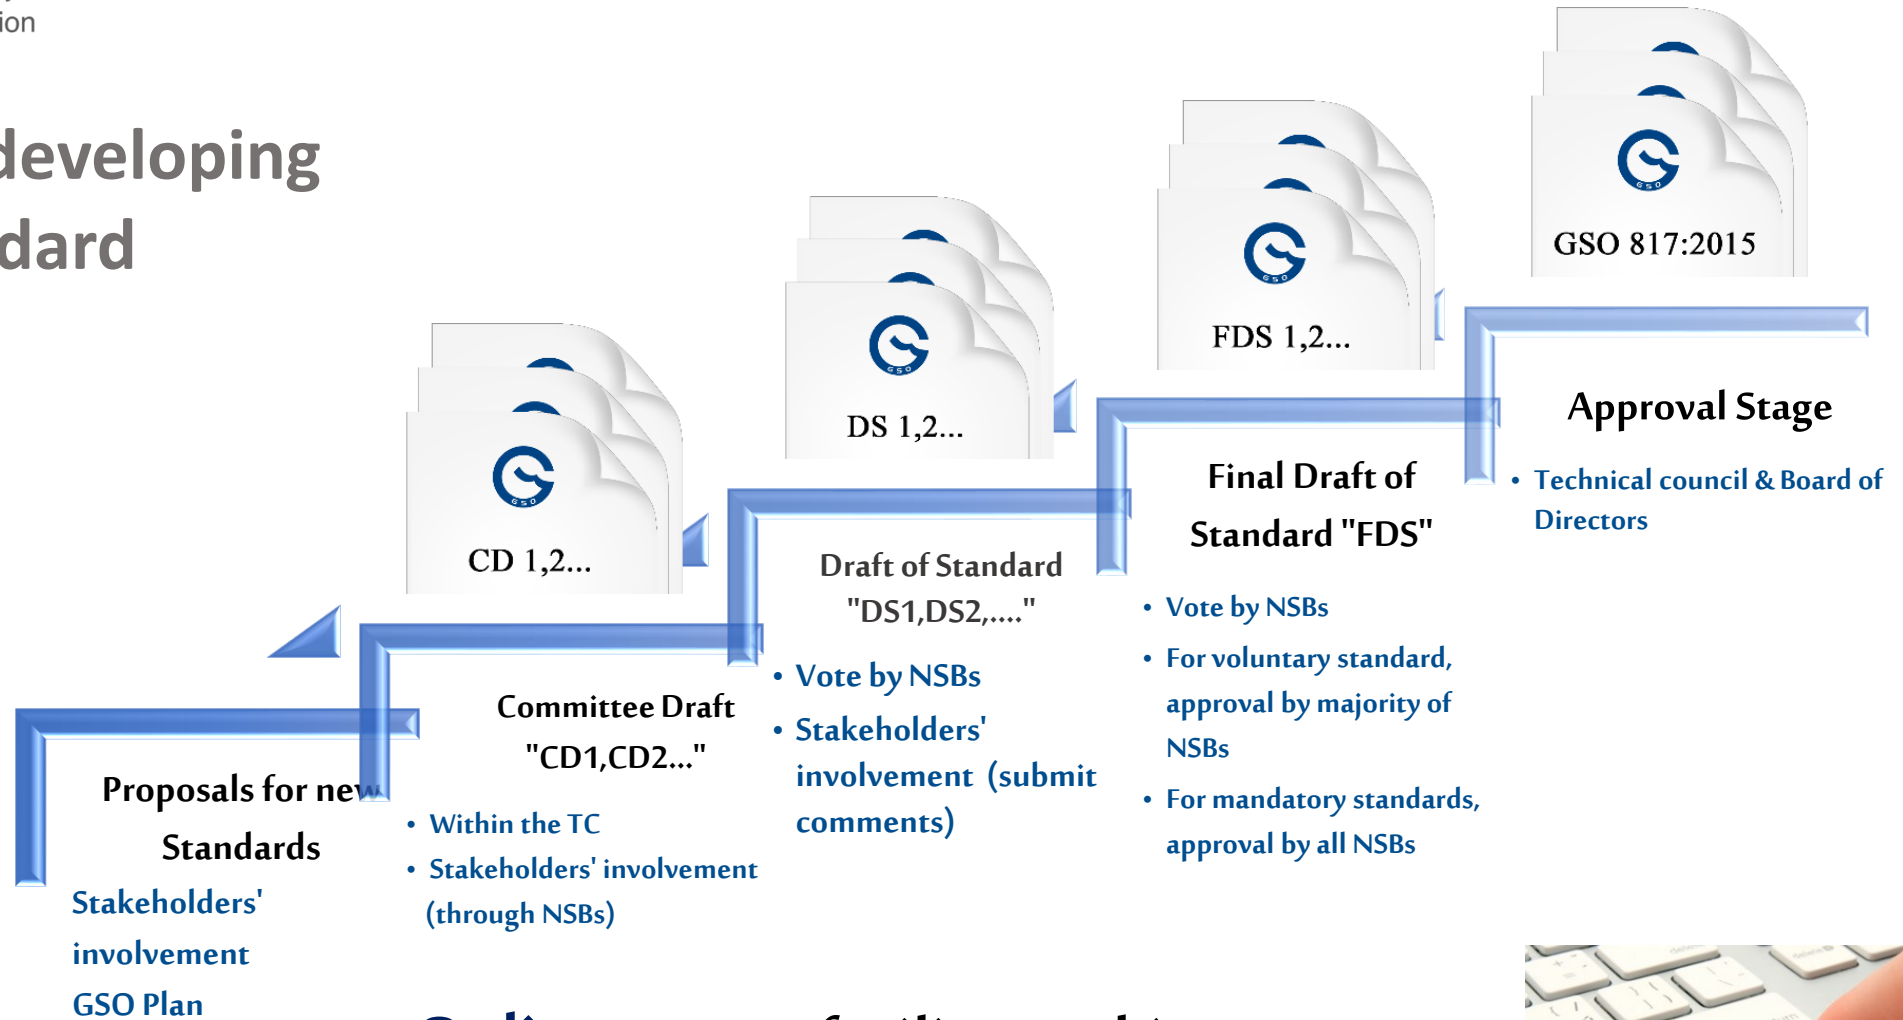 ion
developing
dard
GSO
CD 1,2...
GSO
DS 1,2...
GSO
FDS 1,2...
GSO
GSO 817:2015
Proposals for new
Standards
Stakeholders'
involvement
GSO Plan
Committee Draft
"CD1,CD2..."
• Within the TC
• Stakeholders' involvement
(through NSBs)
Draft of Standard
"DS1,DS2,...."
• Vote by NSBs
• Stakeholders'
involvement (submit
comments)
Final Draft of
Standard "FDS"
• Vote by NSBs
• For voluntary standard,
approval by majority of
NSBs
• For mandatory standards,
approval by all NSBs
Approval Stage
• Technical council & Board of
Directors